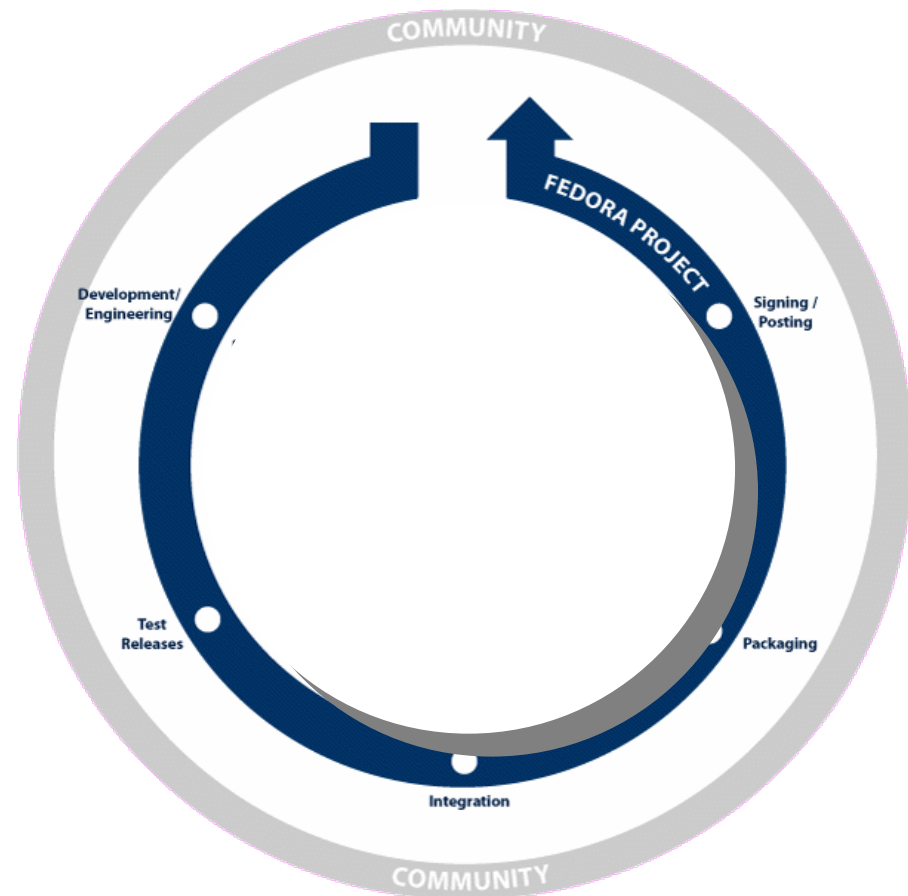 COMMUNITY
FEDORA PROJECT
Development/
Engineering
Signing /
Posting
Test
Releases
Packaging
Integration
COMMUNITY